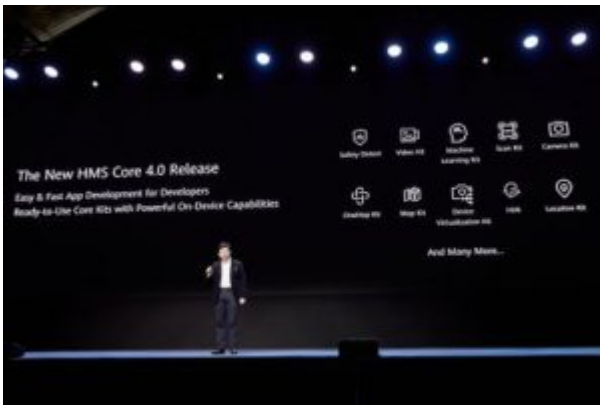 The New HMS Core 4.0 Release
Easy & Fast App Development for Developers
Ready-to-Use Core Kits with Powerful On-Device Capabilities
Safety Detect
Video Kit
Machine
Learning Kit
Scan Kit
Camera Kit
Map Kit
Device
Virtualization Kit
Location Kit
And Many More...